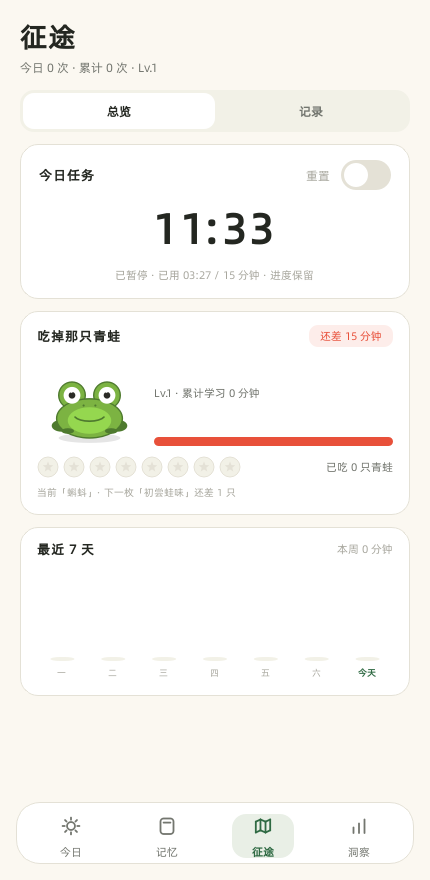 征途
今日 0 次 · 累计 0 次 · Lv.1
总览
记录
今日任务
重置
11:33
已暂停 · 已用 03:27 / 15 分钟 · 进度保留
吃掉那只青蛙
还差 15 分钟
Lv.1 · 累计学习 0 分钟
已吃 0 只青蛙
当前「蝌蚪」· 下一枚「初尝蛙味」还差 1 只
最近 7 天
本周 0 分钟
一 二 三 四 五 六 今天
今日 记忆 征途 洞察